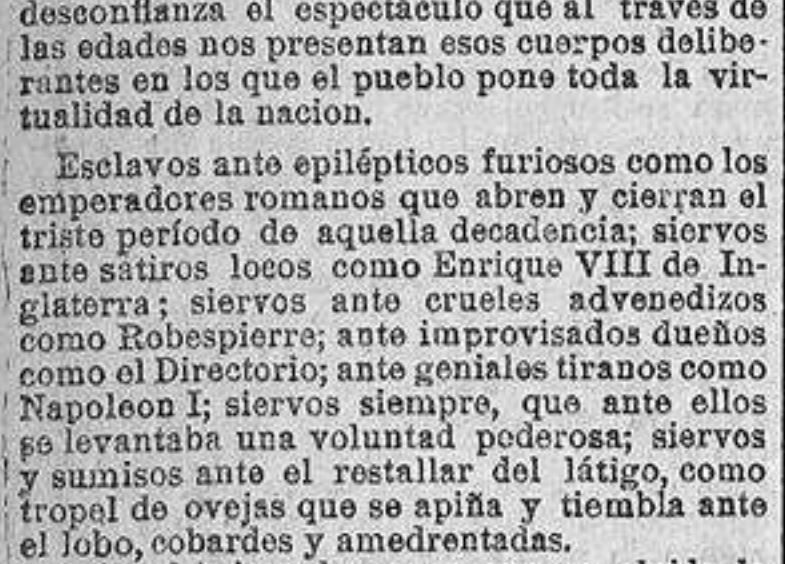 desconfianza el espectáculo que al través de
las edades nos presentan esos cuerpos delibe-
rantes en los que el pueblo pone toda la vir-
tualidad de la nacion.
Esclavos ante epilépticos furiosos como los
emperadores romanos que abren y cierran el
triste período de aquella decadencia; siervos
ante sátiros locos como Enrique VIII de In-
glaterra; siervos ante crueles advenedizos
como Robespierre; ante improvisados dueños
como el Directorio; ante geniales tiranos como
Napoleon I; siervos siempre, que ante ellos
se levantaba una voluntad poderosa; siervos
y sumisos ante el restallar del látigo, como
tropel de ovejas que se apiña y tiembla ante
el lobo, cobardes y amedrentadas.